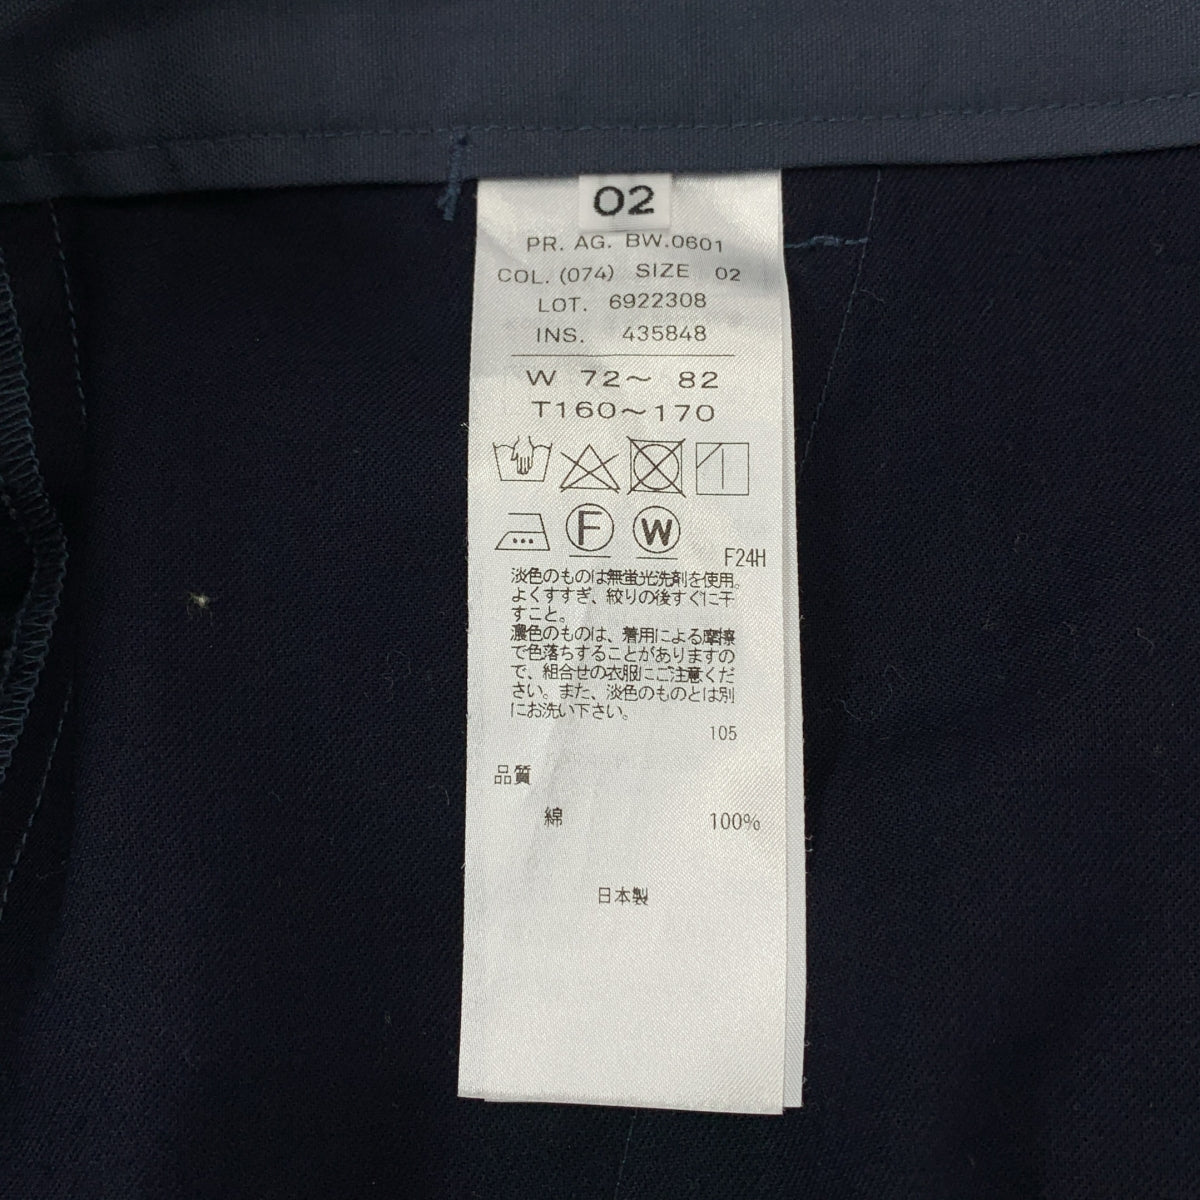 02
PR. AG. BW.0601
COL. (074) SIZE 02
LOT. 6922308
INS. 435848
W 72～ 82
T160～170
F W
F24H
淡色のものは無蛍光洗剤を使用。
よくすすぎ、絞りの後すぐに干
すこと。
濃色のものは、着用による摩擦
で色落ちすることがありますの
で、組合せの衣服にご注意くだ
さい。また、淡色のものとは別
にお洗い下さい。
105
品質
綿 100%
日本製